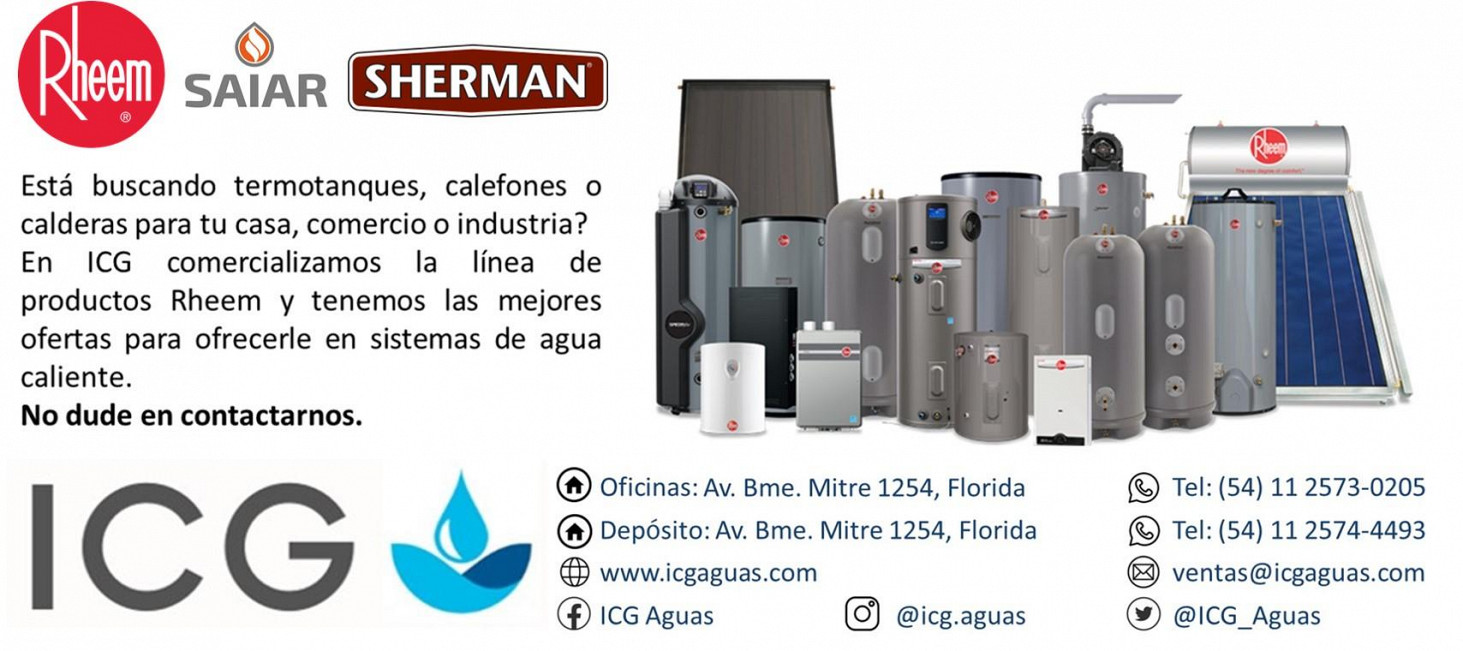 Rheem
SAIAR
SHERMAN
Está buscando termotanques, calefones o
calderas para tu casa, comercio o industria?
En ICG comercializamos la línea de
productos Rheem y tenemos las mejores
ofertas para ofrecerle en sistemas de agua
caliente.
No dude en contactarnos.
Rheem
ICG
Oficinas: Av. Bme. Mitre 1254, Florida
Tel: (54) 11 2573-0205
Depósito: Av. Bme. Mitre 1254, Florida
Tel: (54) 11 2574-4493
www.icgaguas.com
ventas@icgaguas.com
ICG Aguas
@icg.aguas
@ICG_Aguas